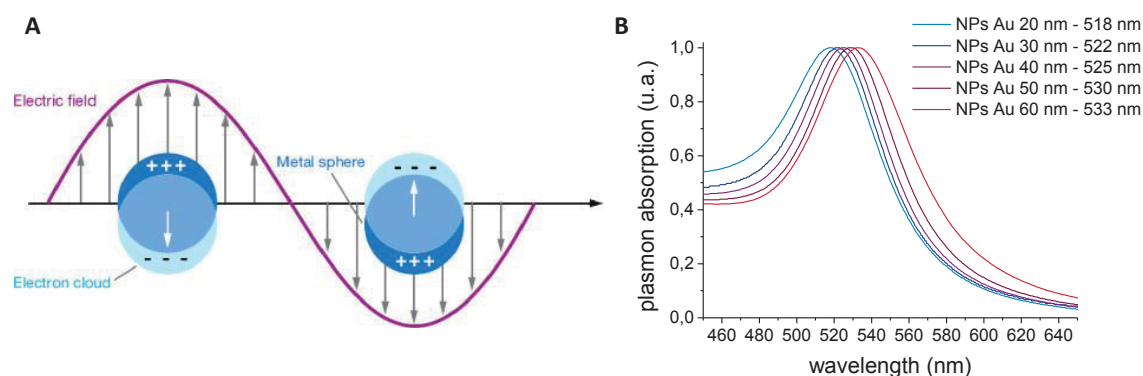 A
Electric field
+++
Metal sphere
- - -
- - -
+++
Electron cloud
B
NPs Au 20 nm - 518 nm
NPs Au 30 nm - 522 nm
NPs Au 40 nm - 525 nm
NPs Au 50 nm - 530 nm
NPs Au 60 nm - 533 nm
plasmon absorption (u.a.)
1,0
0,8
0,6
0,4
0,2
0,0
460 480 500 520 540 560 580 600 620 640
wavelength (nm)